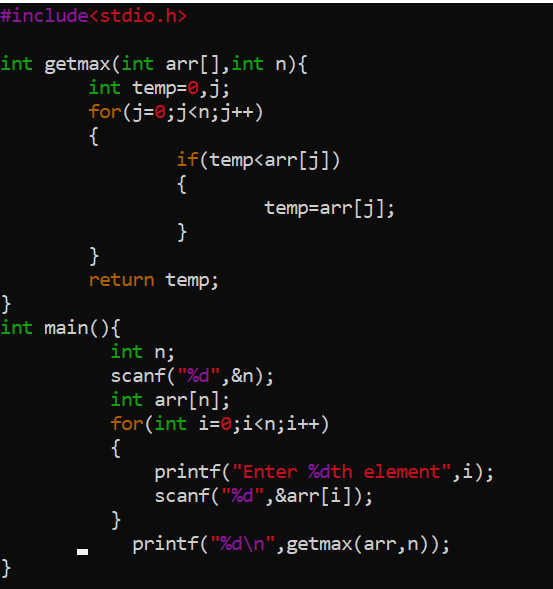 #include<stdio.h>
int getmax(int arr[],int n){
int temp=0,j;
for(j=0;j<n;j++)
{
if(temp<arr[j])
{
temp=arr[j];
}
}
return temp;
}
int main(){
int n;
scanf("%d",&n);
int arr[n];
for(int i=0;i<n;i++)
{
printf("Enter %dth element",i);
scanf("%d",&arr[i]);
}
printf("%d\n",getmax(arr,n));
}